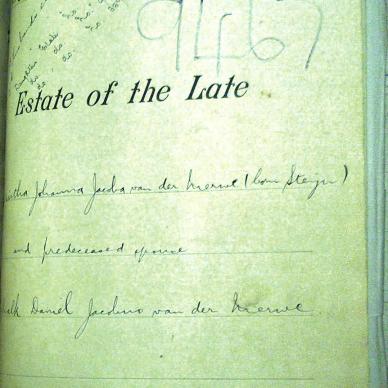 9467
Estate of the Late
Johanna Jacoba van der Merwe (born Steyn)
and predeceased spouse
Daniel Jacobus van der Merwe